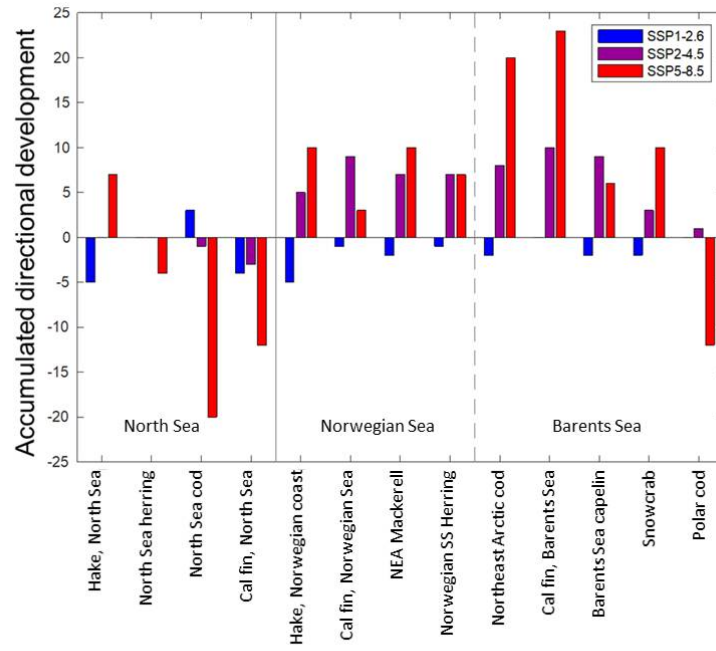 Accumulated directional development
25
20
15
10
5
0
-5
-10
-15
-20
-25
SSP1-2.6
SSP2-4.5
SSP5-8.5
North Sea
Norwegian Sea
Barents Sea
Hake, North Sea
North Sea herring
North Sea cod
Cal fin, North Sea
Hake, Norwegian coast
Cal fin, Norwegian Sea
NEA Mackerell
Norwegian SS Herring
Northeast Arctic cod
Cal fin, Barents Sea
Barents Sea capelin
Snowcrab
Polar cod